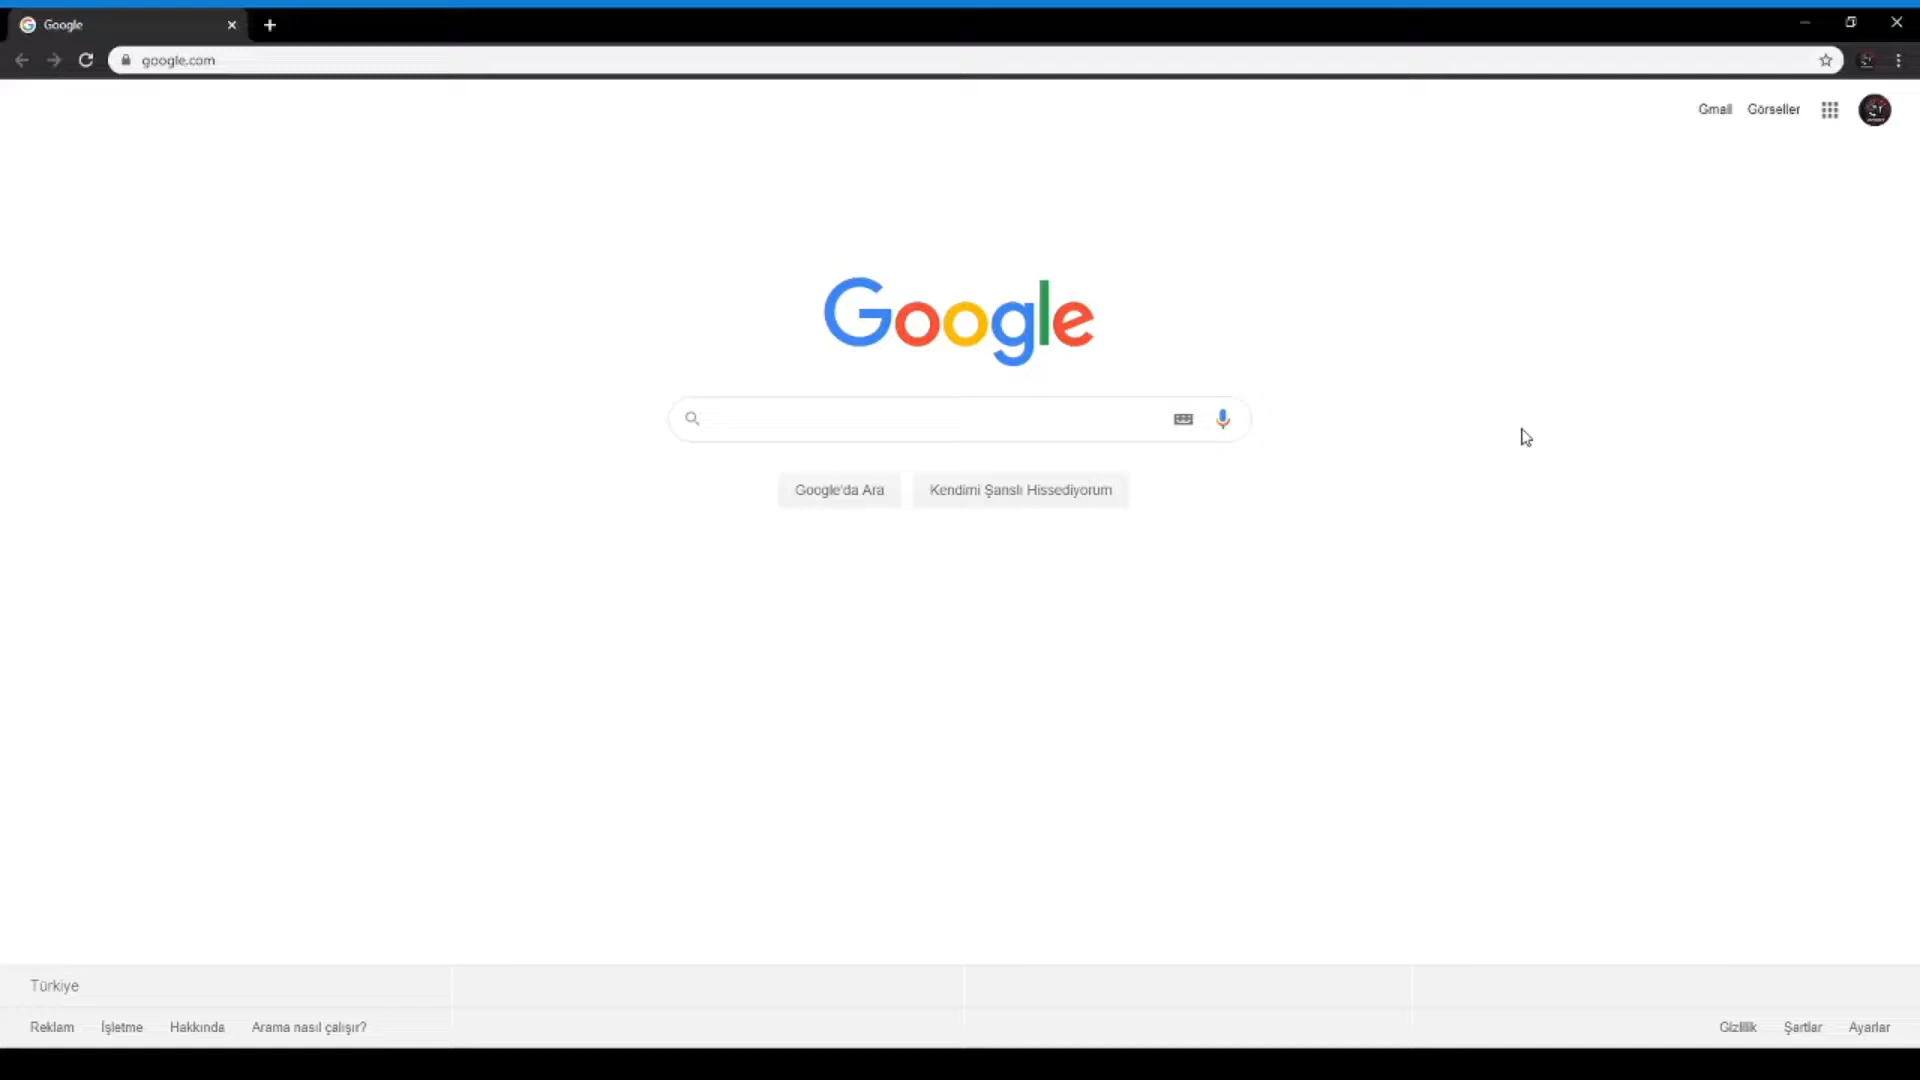 Google
google.com
Gmail Görseller
Google
Google'da Ara Kendimi Şanslı Hissediyorum
Türkiye
Reklam İşletme Hakkında Arama nasıl çalışır? Gizlilik Şartlar Ayarlar